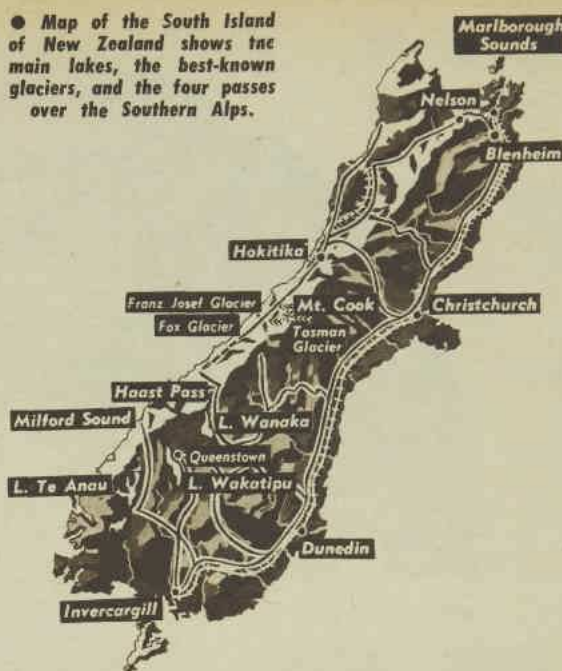 ● Map of the South Island
of New Zealand shows tne
main lakes, the best-known
glaciers, and the four passes
over the Southern Alps.
Marlborough
Sounds
Nelson
Blenheim
Hokitika
Franz Josef Glacier
Mt. Cook
Christchurch
Fox Glacier
Tasman
Glacier
Haast Pass
Milford Sound
L. Wanaka
Queenstown
L. Te Anau
L. Wakatipu
Dunedin
Invercargill